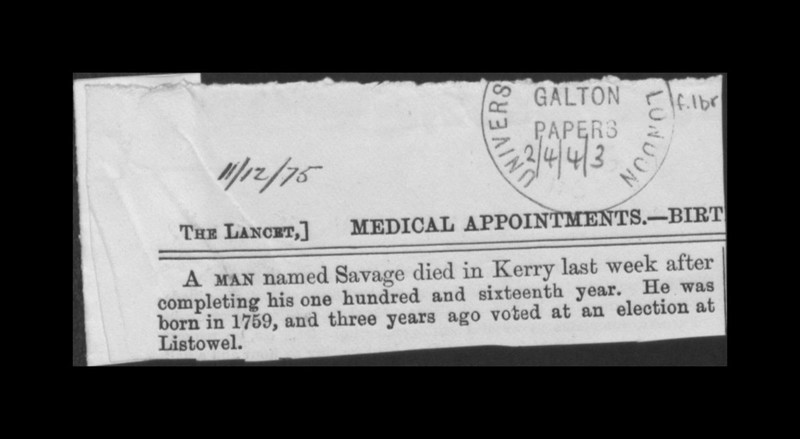 UNIVERS
GALTON
PAPERS
LONDON
2/4/4/3
f.1br
11/12/75
THE LANCET,] MEDICAL APPOINTMENTS.—BIRT
A MAN named Savage died in Kerry last week after
completing his one hundred and sixteenth year. He was
born in 1759, and three years ago voted at an election at
Listowel.